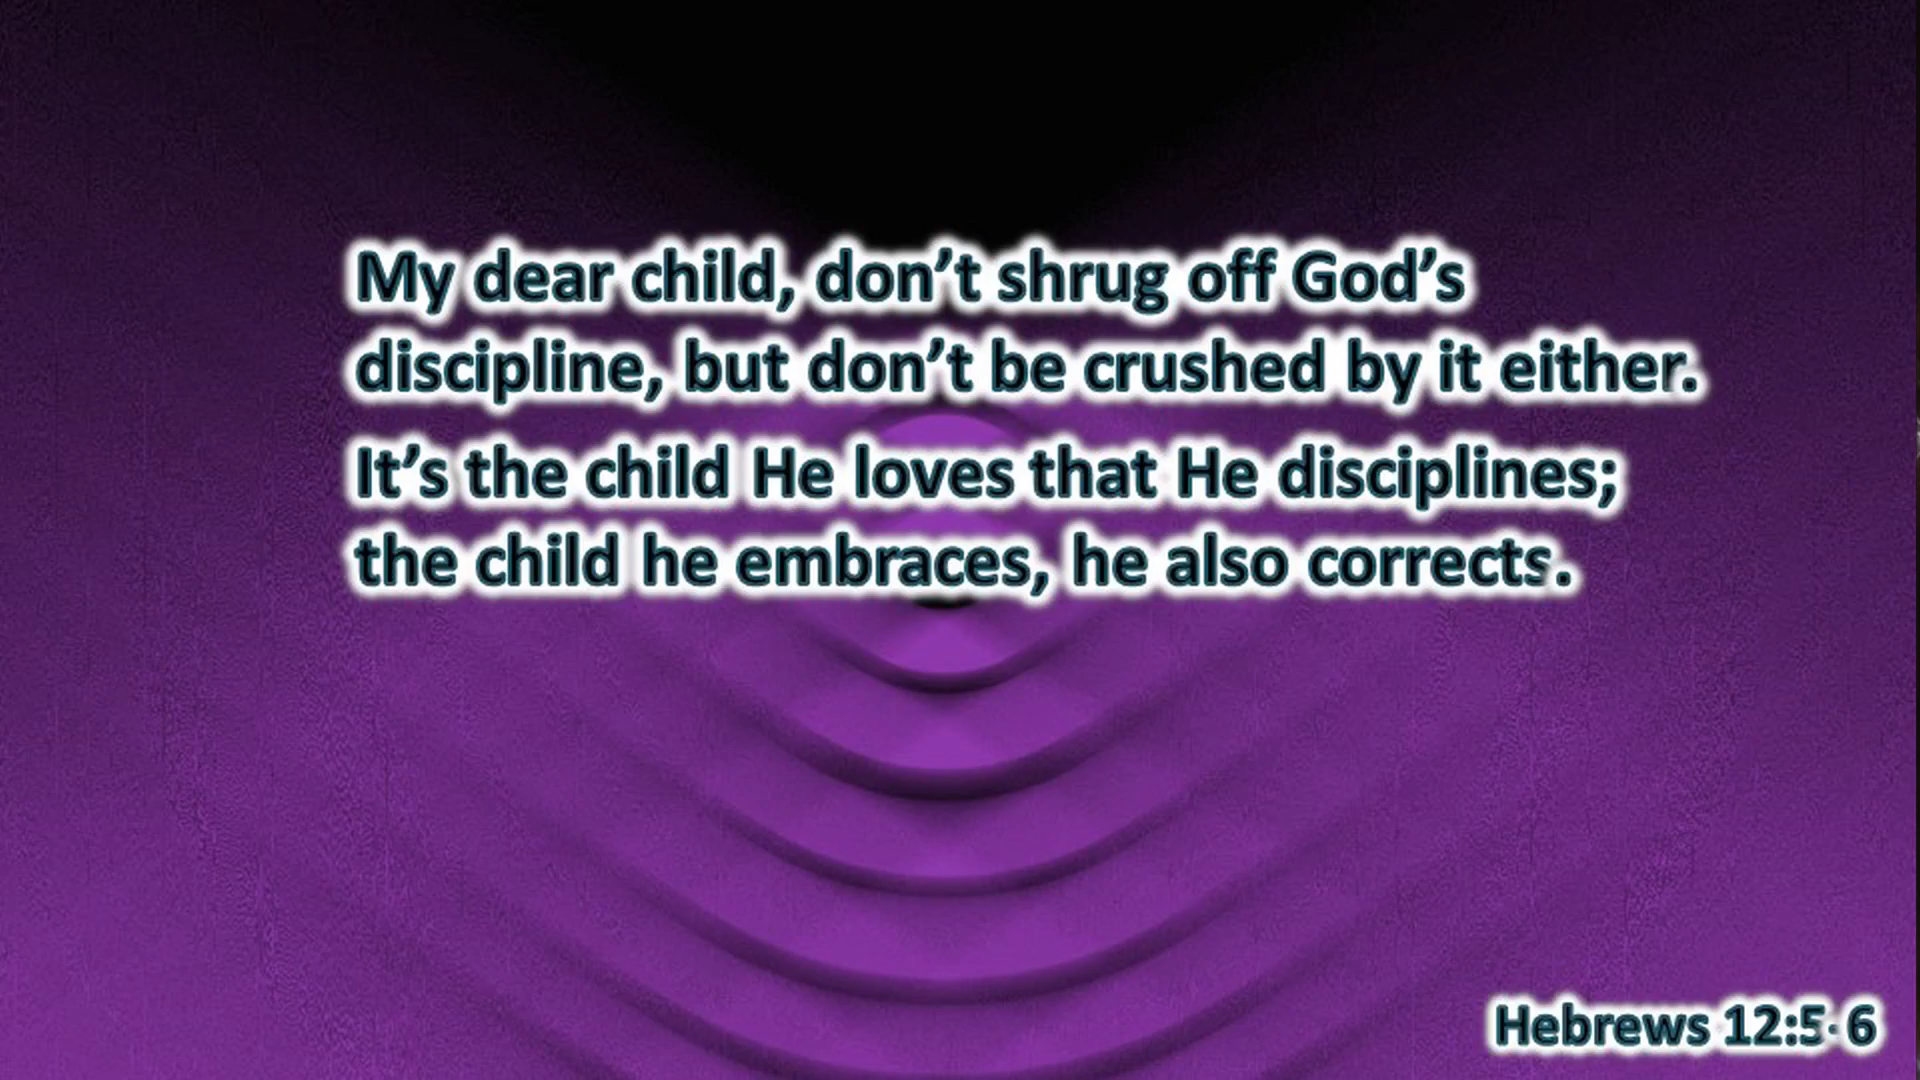 My dear child, don’t shrug off God’s
discipline, but don’t be crushed by it either.
It’s the child He loves that He disciplines;
the child he embraces, he also corrects.
Hebrews 12:5-6